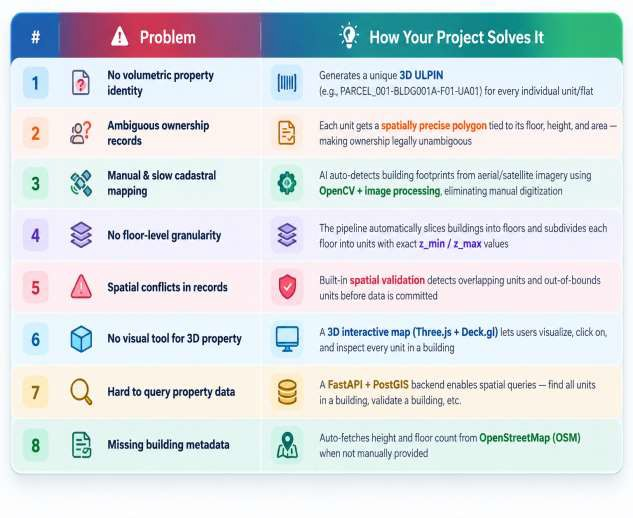 # Problem How Your Project Solves It
1 No volumetric property
identity
Generates a unique 3D ULPIN
(e.g., PARCEL_001-BLDG001A-F01-UA01) for every individual unit/flat
2 Ambiguous ownership
records
Each unit gets a spatially precise polygon tied to its floor, height, and area —
making ownership legally unambigoous
3 Manual & slow cadastral
mapping
AI auto-detects building footprints from aerial/satellite imagery using
OpenCV + image processing, eliminating manual digitization
4 No floor-level granularity
The pipeline automatically slices buildings into floors and subdivides each
floor into units with exact z_min / z_max values
5 Spatial conflicts in records
Built-in spatial validation detects overlapping units and out-of-bounds
units before data is committed
6 No visual tool for 3D property
A 3D interactive map (Three.js + Deck.gl) lets users visualize, click on,
and inspect every unit in a building
7 Hard to query property data
A FastAPI + PostGIS backend enables spatial queries — find all units
in a building, validate a building, etc.
8 Missing building metadata
Auto-fetches height and floor count from OpenStreetMap (OSM)
when not manually provided